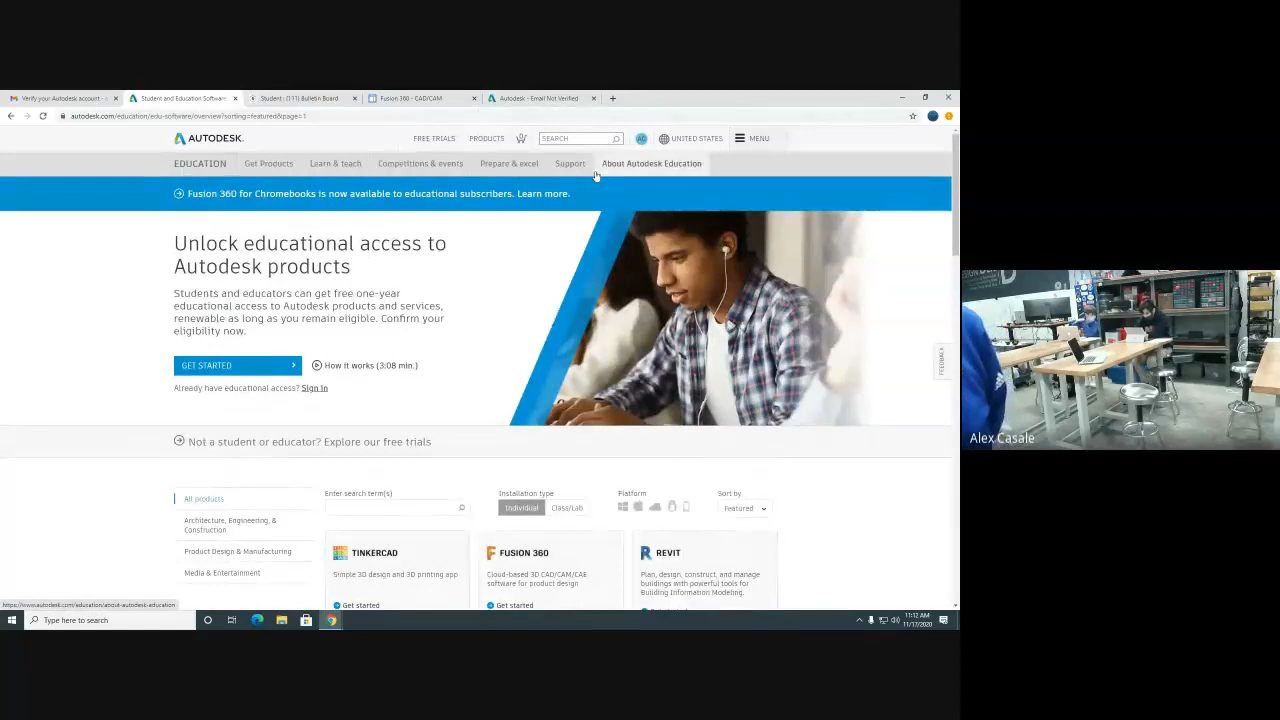 Verify your Autodesk account -
Student and Education Software
Student : (111) Bulletin Board
Fusion 360 - CAD/CAM
Autodesk - Email Not Verified
autodesk.com/education/edu-software/overview?sorting=featured&page=1
AUTODESK.
FREE TRIALS
PRODUCTS
SEARCH
AC
UNITED STATES
MENU
EDUCATION
Get Products
Learn & teach
Competitions & events
Prepare & excel
Support
About Autodesk Education
Fusion 360 for Chromebooks is now available to educational subscribers. Learn more.
Unlock educational access to
Autodesk products
Students and educators can get free one-year
educational access to Autodesk products and services,
renewable as long as you remain eligible. Confirm your
eligibility now.
GET STARTED
How it works (3:08 min.)
Already have educational access? Sign in
FEEDBACK
Not a student or educator? Explore our free trials
All products
Architecture, Engineering, &
Construction
Product Design & Manufacturing
Media & Entertainment
Enter search term(s)
Installation type
Individual
Class/Lab
Platform
Sort by
Featured
TINKERCAD
Simple 3D design and 3D printing app
Get started
FUSION 360
Cloud-based 3D CAD/CAM/CAE
software for product design
Get started
REVIT
Plan, design, construct, and manage
buildings with powerful tools for
Building Information Modeling.
https://www.autodesk.com/education/about-autodesk-education
Type here to search
11:12 AM
11/17/2020
Alex Casale